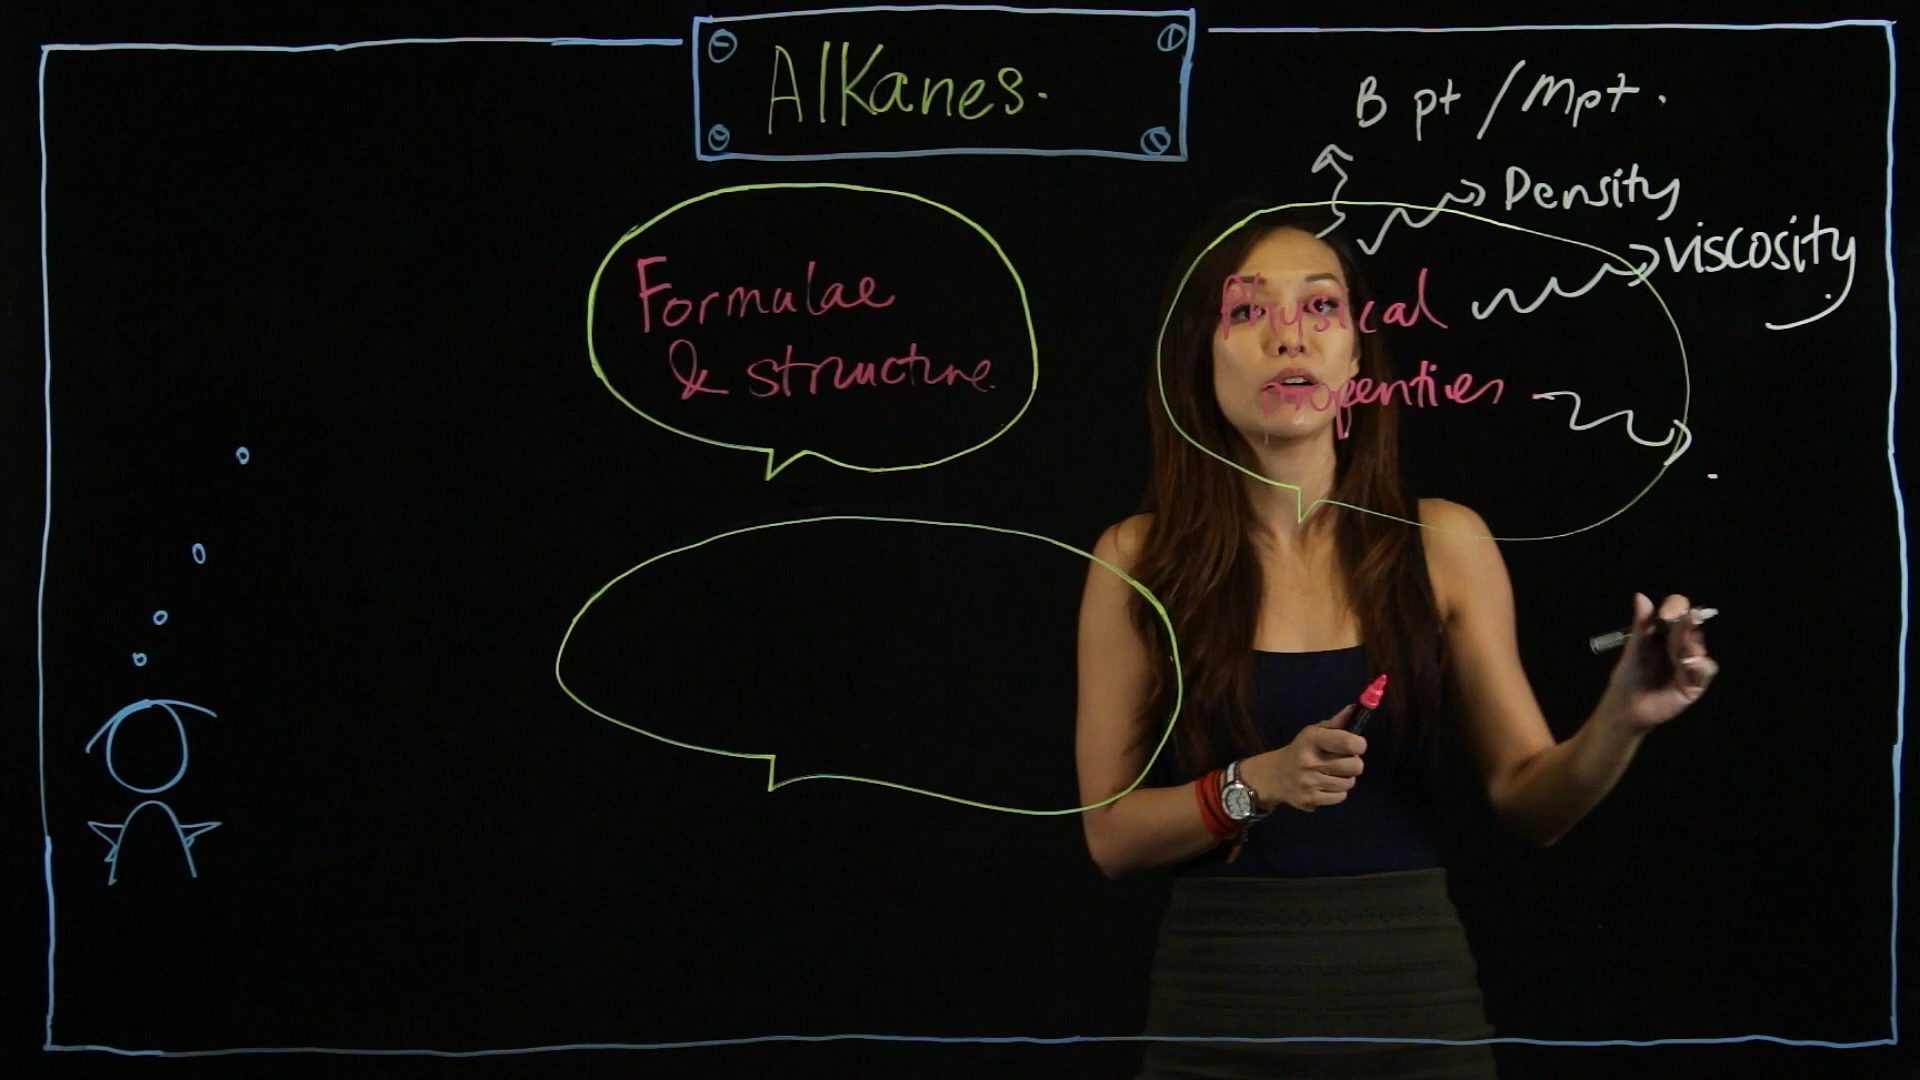 Alkanes.
B pt / Mpt.
Density
viscosity
Formulae
& structure.
Physical
properties